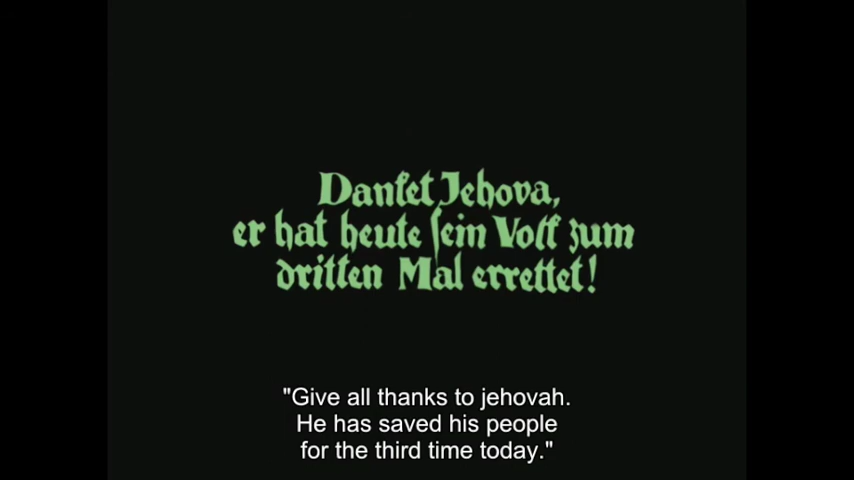 Danket Jehova,
er hat heute sein Volk zum
dritten Mal errettet!
"Give all thanks to jehovah.
He has saved his people
for the third time today."